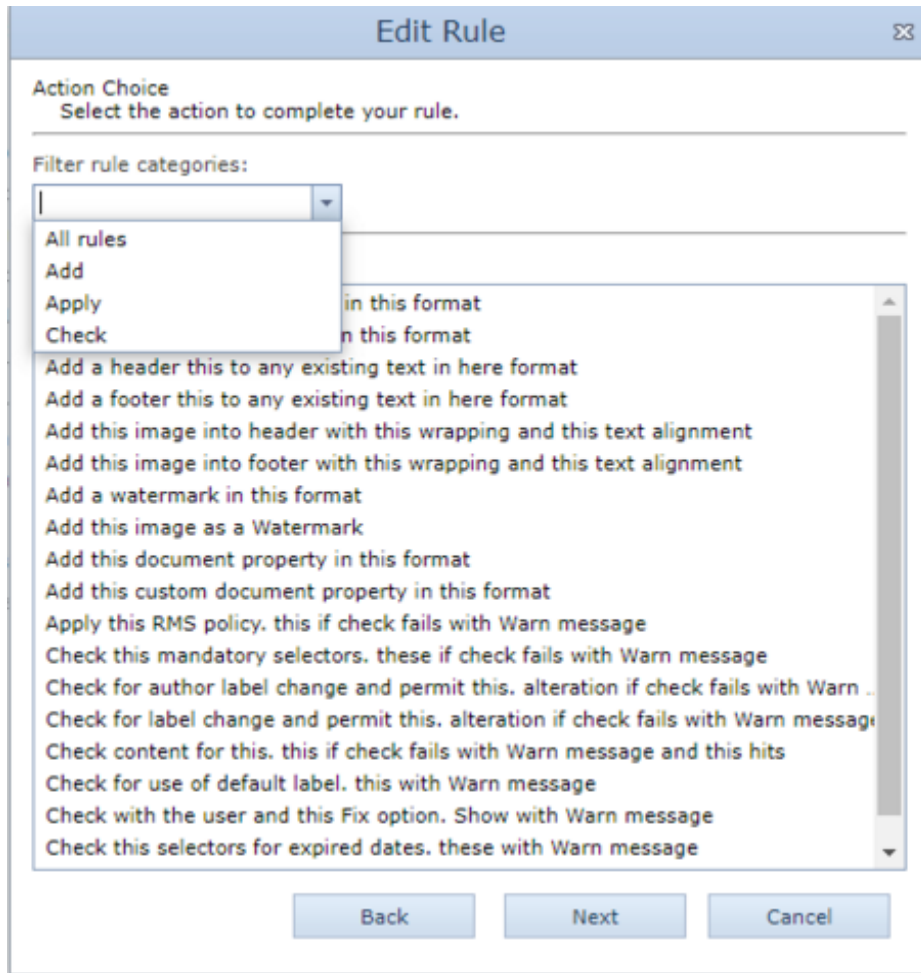 Edit Rule
Action Choice
Select the action to complete your rule.
Filter rule categories:
All rules
Add
Apply
Check
in this format
n this format
Add a header this to any existing text in here format
Add a footer this to any existing text in here format
Add this image into header with this wrapping and this text alignment
Add this image into footer with this wrapping and this text alignment
Add a watermark in this format
Add this image as a Watermark
Add this document property in this format
Add this custom document property in this format
Apply this RMS policy. this if check fails with Warn message
Check this mandatory selectors. these if check fails with Warn message
Check for author label change and permit this. alteration if check fails with Warn ..
Check for label change and permit this. alteration if check fails with Warn message
Check content for this. this if check fails with Warn message and this hits
Check for use of default label. this with Warn message
Check with the user and this Fix option. Show with Warn message
Check this selectors for expired dates. these with Warn message
Back Next Cancel